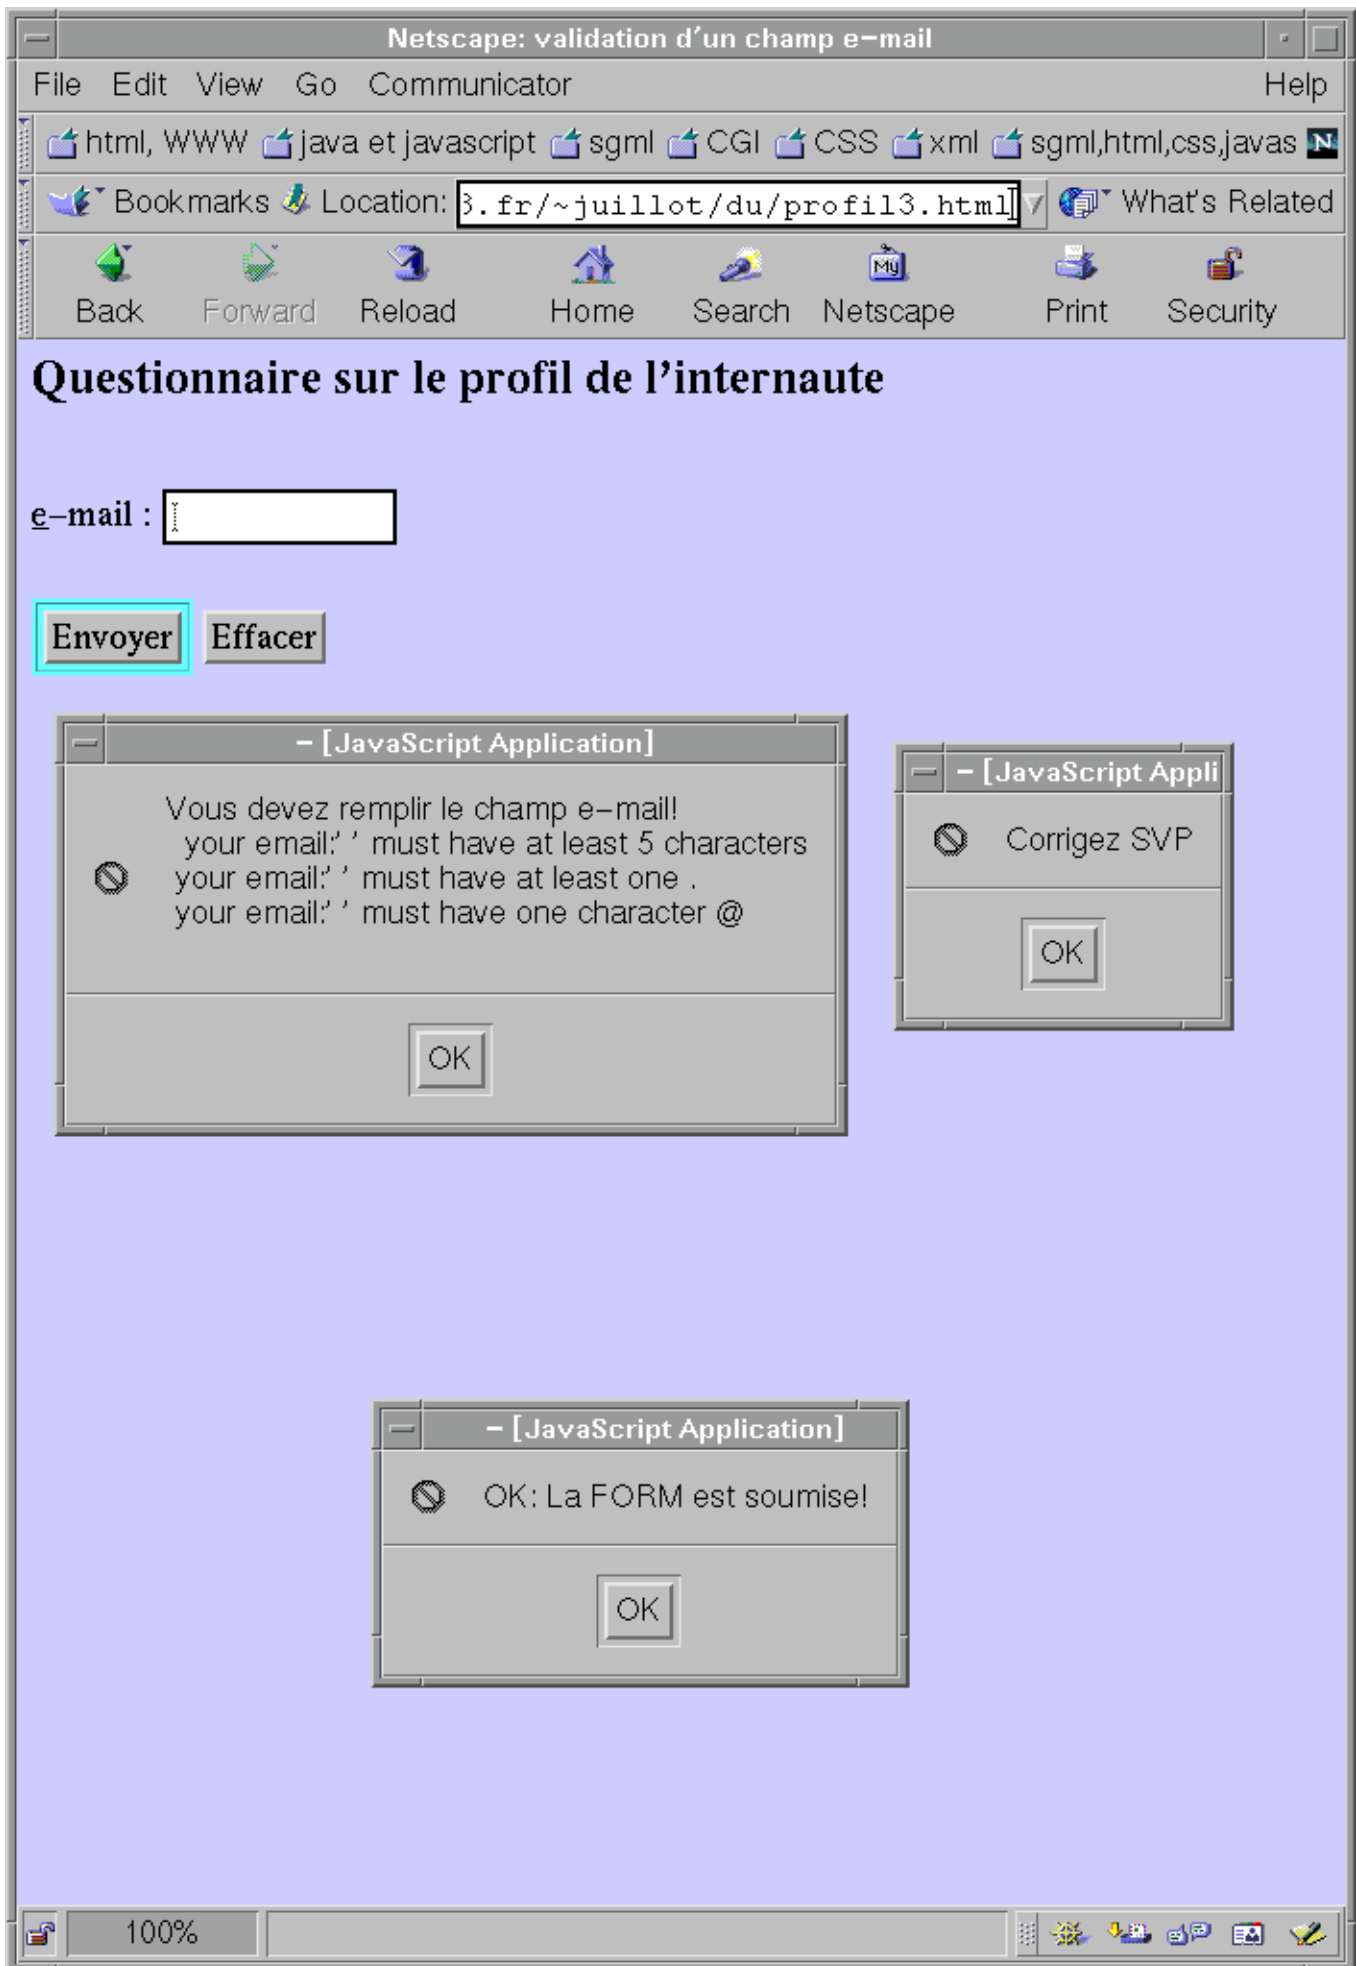 Netscape: validation d'un champ e-mail
File Edit View Go Communicator Help
html, WWW java et javascript sgml CGI CSS xml sgml,html,css,javas N
Bookmarks Location: 3.fr/~juillot/du/profil3.html What's Related
My
Back Forward Reload Home Search Netscape Print Security
Questionnaire sur le profil de l'internaute
e-mail :
Envoyer Effacer
- [JavaScript Application]
Vous devez remplir le champ e-mail!
your email:' ' must have at least 5 characters
your email:' ' must have at least one .
your email:' ' must have one character @
OK
- [JavaScript Appli
Corrigez SVP
OK
- [JavaScript Application]
OK: La FORM est soumise!
OK
100%